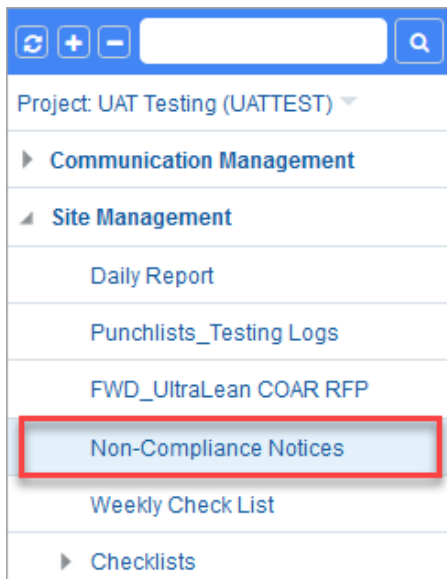 Project: UAT Testing (UATTEST)
Communication Management
Site Management
Daily Report
Punchlists_Testing Logs
FWD_UltraLean COAR RFP
Non-Compliance Notices
Weekly Check List
Checklists